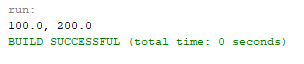 run:
100.0, 200.0
BUILD SUCCESSFUL (total time: 0 seconds)